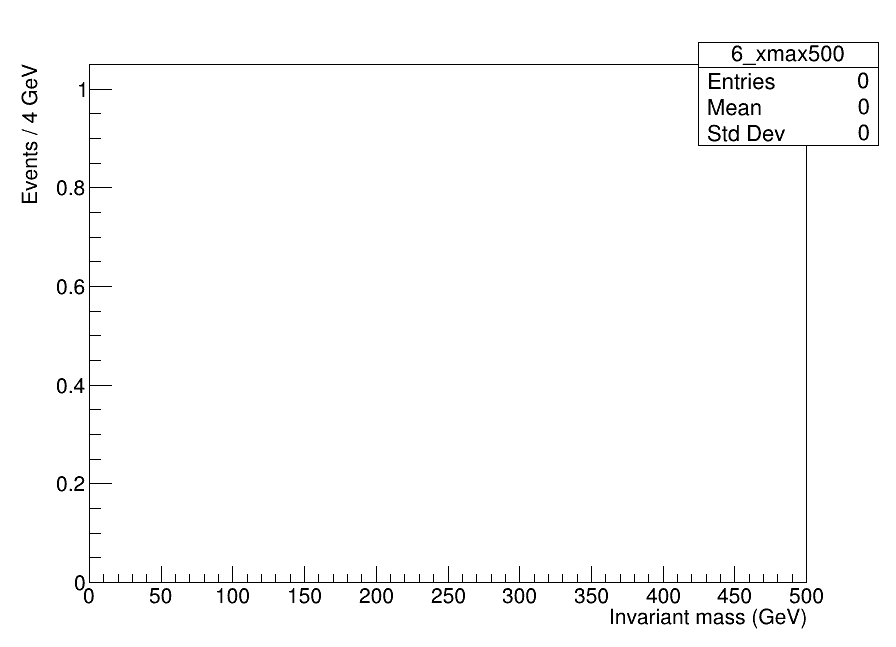 6_xmax500
Entries 0
Mean 0
Std Dev 0
Events / 4 GeV
1
0.8
0.6
0.4
0.2
0
0 50 100 150 200 250 300 350 400 450 500
Invariant mass (GeV)